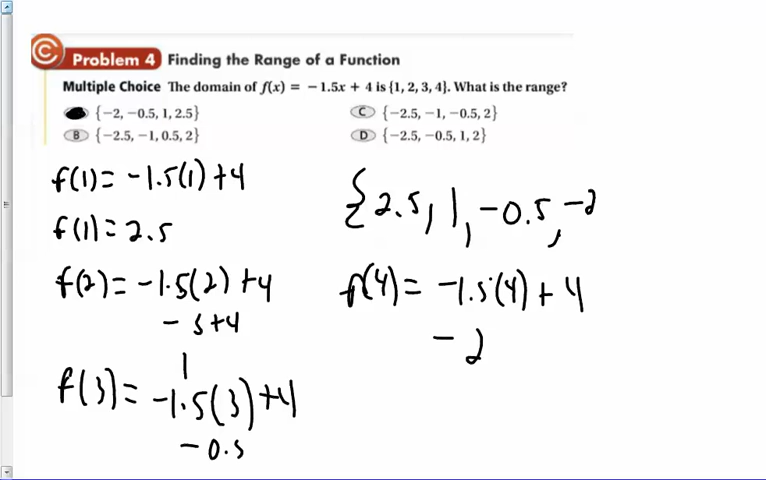 C Problem 4 Finding the Range of a Function
Multiple Choice The domain of f(x) = −1.5x + 4 is {1, 2, 3, 4}. What is the range?
{−2, −0.5, 1, 2.5}
C {−2.5, −1, −0.5, 2}
B {−2.5, −1, 0.5, 2}
D {−2.5, −0.5, 1, 2}
f(1) = -1.5(1) + 4
f(1) = 2.5
f(2) = -1.5(2) + 4
- 3 + 4
1
f(3) = -1.5(3) + 4
- 0.5
{2.5, 1, -0.5, -2
f(4) = -1.5(4) + 4
- 2